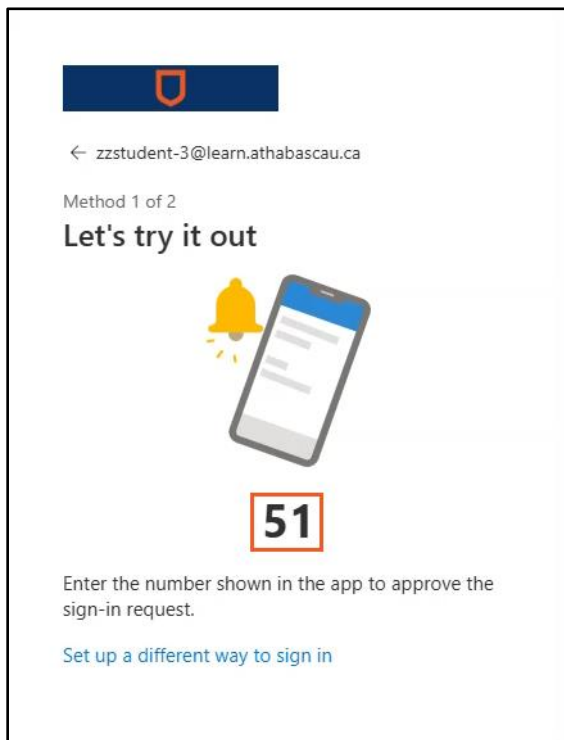 ← zzstudent-3@learn.athabascau.ca
Method 1 of 2
Let's try it out
51
Enter the number shown in the app to approve the
sign-in request.
Set up a different way to sign in